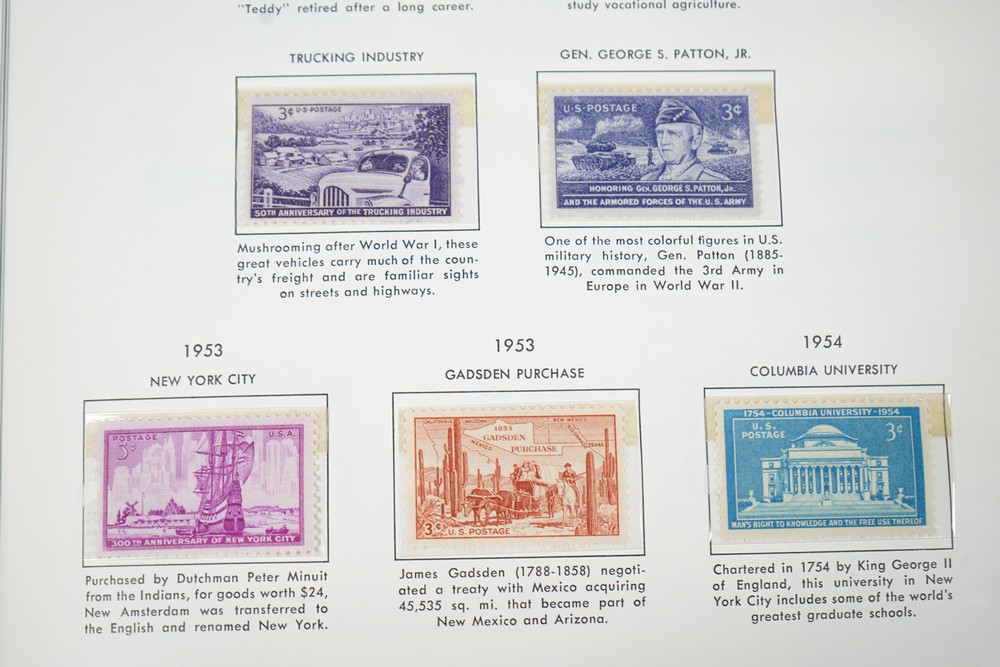 "Teddy" retired after a long career.
study vocational agriculture.
TRUCKING INDUSTRY
3¢ U·S·POSTAGE
50TH ANNIVERSARY OF THE TRUCKING INDUSTRY
Mushrooming after World War I, these
great vehicles carry much of the coun-
try's freight and are familiar sights
on streets and highways.
GEN. GEORGE S. PATTON, JR.
U·S·POSTAGE 3¢
HONORING GEN. GEORGE S. PATTON, JR.
AND THE ARMORED FORCES OF THE U. S. ARMY
One of the most colorful figures in U.S.
military history, Gen. Patton (1885-
1945), commanded the 3rd Army in
Europe in World War II.
1953
NEW YORK CITY
POSTAGE U.S.A.
3¢
300TH ANNIVERSARY OF NEW YORK CITY
Purchased by Dutchman Peter Minuit
from the Indians, for goods worth $24,
New Amsterdam was transferred to
the English and renamed New York.
1953
GADSDEN PURCHASE
CALIFORNIA ARIZONA NEW MEXICO
MEXICO TEXAS
1853
GADSDEN
PURCHASE
3¢ U.S. POSTAGE
James Gadsden (1788-1858) negoti-
ated a treaty with Mexico acquiring
45,535 sq. mi. that became part of
New Mexico and Arizona.
1954
COLUMBIA UNIVERSITY
1754-COLUMBIA UNIVERSITY-1954
U. S.
POSTAGE
3¢
MAN'S RIGHT TO KNOWLEDGE AND THE FREE USE THEREOF
Chartered in 1754 by King George II
of England, this university in New
York City includes some of the world's
greatest graduate schools.